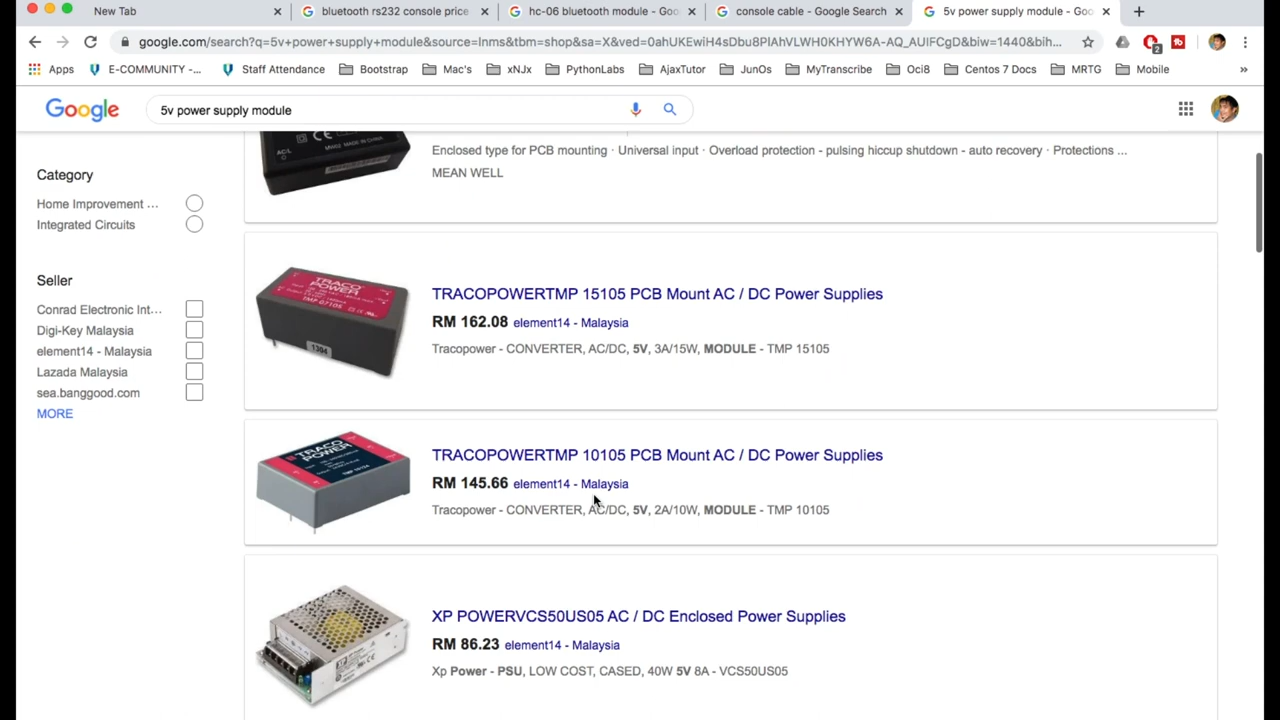 New Tab
bluetooth rs232 console price
hc-06 bluetooth module - Goo
console cable - Google Search
5v power supply module - Goo
google.com/search?q=5v+power+supply+module&source=lnms&tbm=shop&sa=X&ved=0ahUKEwiH4sDbu8PlAhVLWH0KHYW6A-AQ_AUIFCgD&biw=1440&bih...
Apps
E-COMMUNITY -...
Staff Attendance
Bootstrap
Mac's
xNJx
PythonLabs
AjaxTutor
JunOs
MyTranscribe
Oci8
Centos 7 Docs
MRTG
Mobile
»
Google
5v power supply module
Enclosed type for PCB mounting · Universal input · Overload protection - pulsing hiccup shutdown - auto recovery · Protections ...
MEAN WELL
Category
Home Improvement ...
Integrated Circuits
Seller
Conrad Electronic Int...
Digi-Key Malaysia
element14 - Malaysia
Lazada Malaysia
sea.banggood.com
MORE
TRACO
POWER
TMP 07105
1304
TRACOPOWERTMP 15105 PCB Mount AC / DC Power Supplies
RM 162.08 element14 - Malaysia
Tracopower - CONVERTER, AC/DC, 5V, 3A/15W, MODULE - TMP 15105
TRACO
POWER
TRACOPOWERTMP 10105 PCB Mount AC / DC Power Supplies
RM 145.66 element14 - Malaysia
Tracopower - CONVERTER, AC/DC, 5V, 2A/10W, MODULE - TMP 10105
XP POWERVCS50US05 AC / DC Enclosed Power Supplies
RM 86.23 element14 - Malaysia
Xp Power - PSU, LOW COST, CASED, 40W 5V 8A - VCS50US05